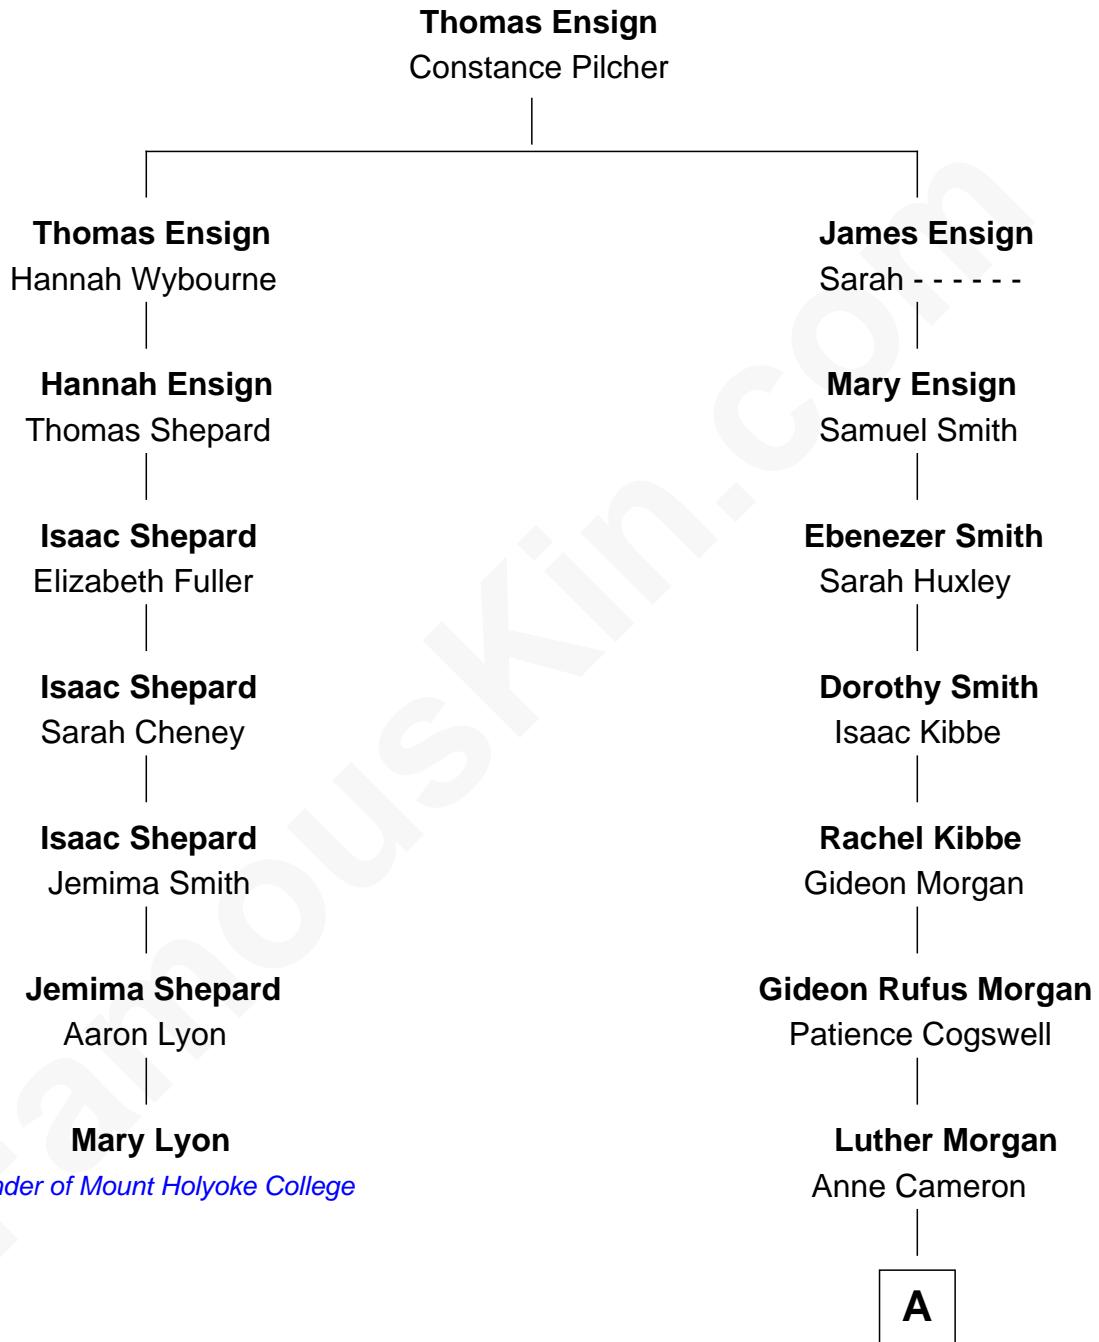 Thomas Ensign
Constance Pilcher
Thomas Ensign
Hannah Wybourne
James Ensign
Sarah - - - - - -
Hannah Ensign
Thomas Shepard
Mary Ensign
Samuel Smith
Isaac Shepard
Elizabeth Fuller
Ebenezer Smith
Sarah Huxley
Isaac Shepard
Sarah Cheney
Dorothy Smith
Isaac Kibbe
Isaac Shepard
Jemima Smith
Rachel Kibbe
Gideon Morgan
Jemima Shepard
Aaron Lyon
Gideon Rufus Morgan
Patience Cogswell
Mary Lyon
nder of Mount Holyoke College
Luther Morgan
Anne Cameron
A
FamousKin.com